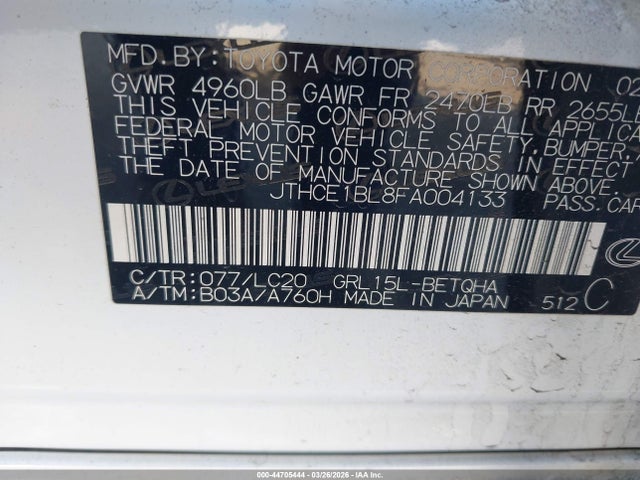 MFD. BY: TOYOTA MOTOR CORPORATION 02
GVWR 4960LB GAWR FR 2470LB RR 2655L
THIS VEHICLE CONFORMS TO ALL APPLICA
FEDERAL MOTOR VEHICLE SAFETY, BUMPER,
THEFT PREVENTION STANDARDS IN EFFECT
THE DATE OF MANUFACTURE SHOWN ABOVE.
JTHCE1BL8FA004133 PASS.CAR
C/TR: 077/LC20 GRL15L-BETQHA
A/TM: B03A/A760H MADE IN JAPAN 512 C
000-44705444 | 03/26/2026 | IAA Inc.